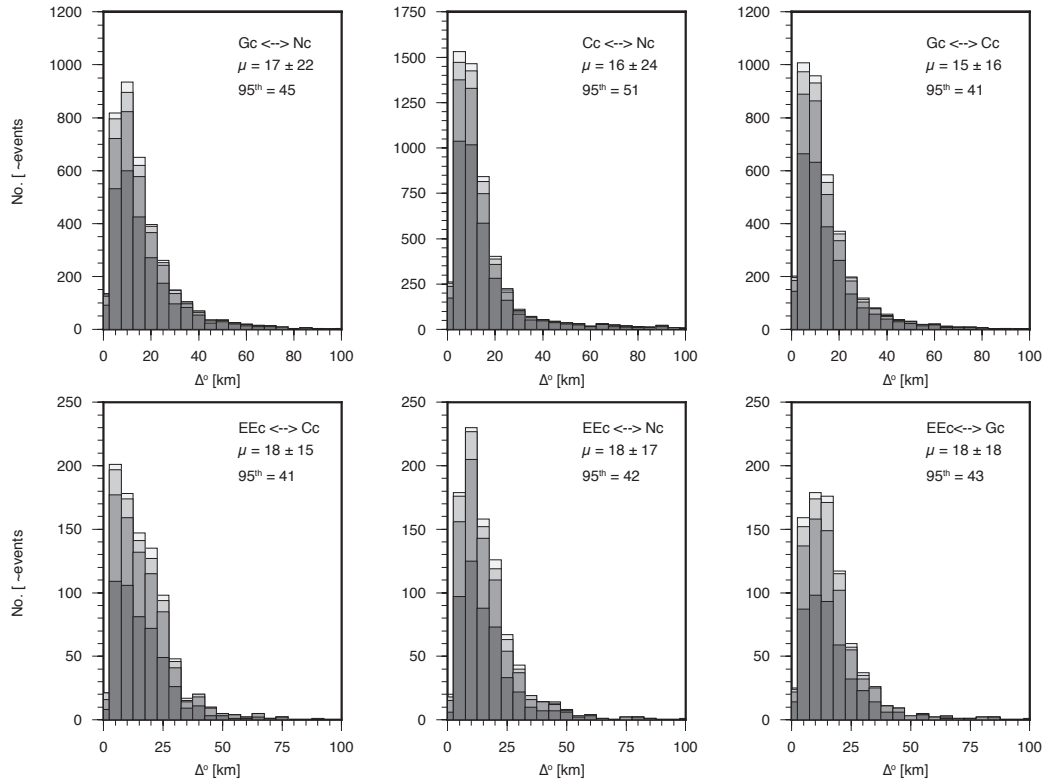 Gc <--> Nc
μ = 17 ± 22
95th = 45
No. [ ~events
1200
1000
800
600
400
200
0
0 20 40 60 80 100
Δº [km]
Cc <--> Nc
μ = 16 ± 24
95th = 51
1750
1500
1250
1000
750
500
250
0
0 20 40 60 80 100
Δº [km]
Gc <--> Cc
μ = 15 ± 16
95th = 41
1200
1000
800
600
400
200
0
0 20 40 60 80 100
Δº [km]
EEc <--> Cc
μ = 18 ± 15
95th = 41
No. [ ~events
250
200
150
100
50
0
0 25 50 75 100
Δº [km]
EEc <--> Nc
μ = 18 ± 17
95th = 42
250
200
150
100
50
0
0 25 50 75 100
Δº [km]
EEc<--> Gc
μ = 18 ± 18
95th = 43
250
200
150
100
50
0
0 25 50 75 100
Δº [km]